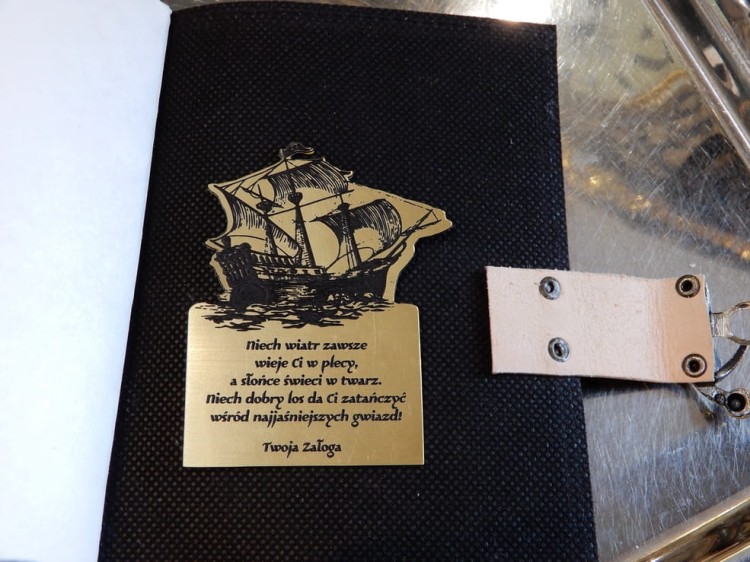 Niech wiatr zawsze
wieje Ci w plecy,
a słońce świeci w twarz.
Niech dobry los da Ci zatańczyć
wśród najjaśniejszych gwiazd!
Twoja Załoga